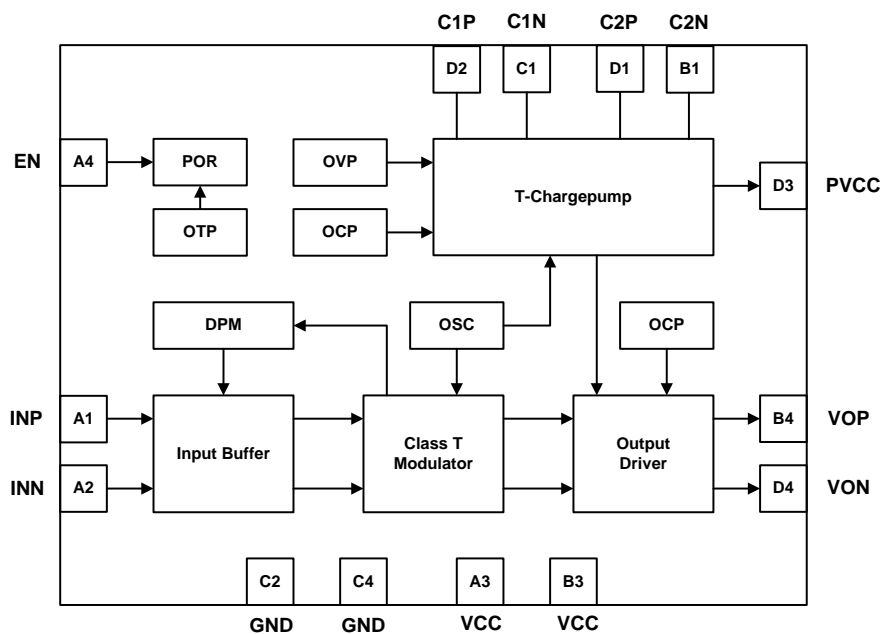 C1P C1N C2P C2N
D2 C1 D1 B1
EN A4 POR OVP T-Chargepump D3 PVCC
OTP OCP
DPM OSC OCP
INP A1 Input Buffer Class T Modulator Output Driver B4 VOP
INN A2 D4 VON
C2 C4 A3 B3
GND GND VCC VCC